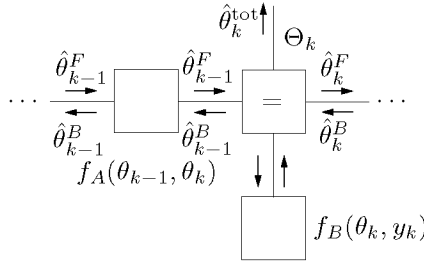 θ̂_k^tot Θ_k
θ̂_{k-1}^F θ̂_{k-1}^F θ̂_k^F
··· = ···
θ̂_{k-1}^B θ̂_{k-1}^B θ̂_k^B
f_A(θ_{k-1}, θ_k)
f_B(θ_k, y_k)